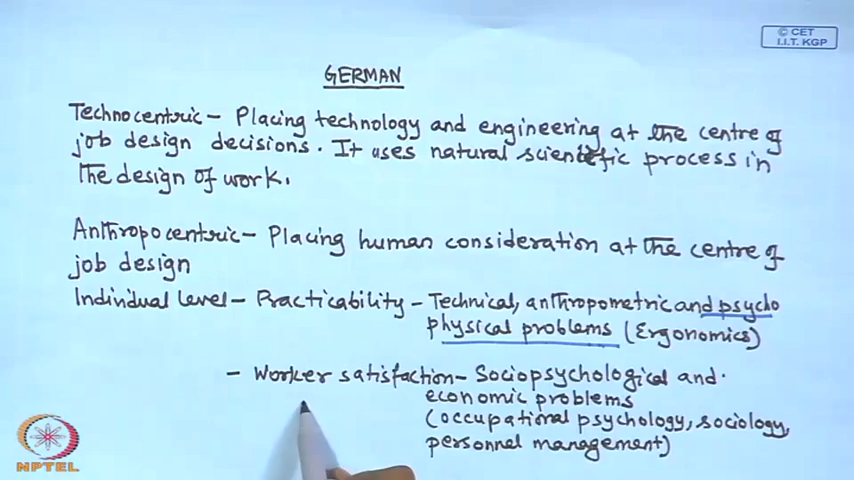 © CET
I.I.T. KGP
GERMAN
Technocentric - Placing technology and engineering at the centre of
job design decisions. It uses natural scientific process in
the design of work.
Anthropocentric - Placing human consideration at the centre of
job design
Individual level - Practicability - Technical, anthropometric and psycho
physical problems (Ergonomics)
- Worker satisfaction - Sociopsychological and
economic problems
(occupational psychology, sociology,
personnel management)
NPTEL